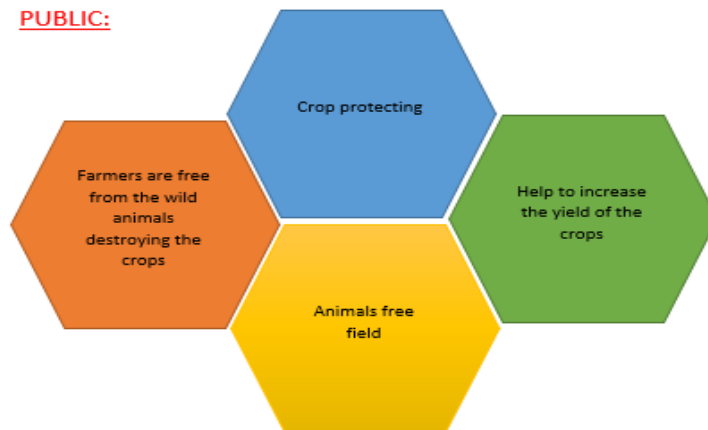 PUBLIC:
Crop protecting
Farmers are free
from the wild
animals
destroying the
crops
Help to increase
the yield of the
crops
Animals free
field